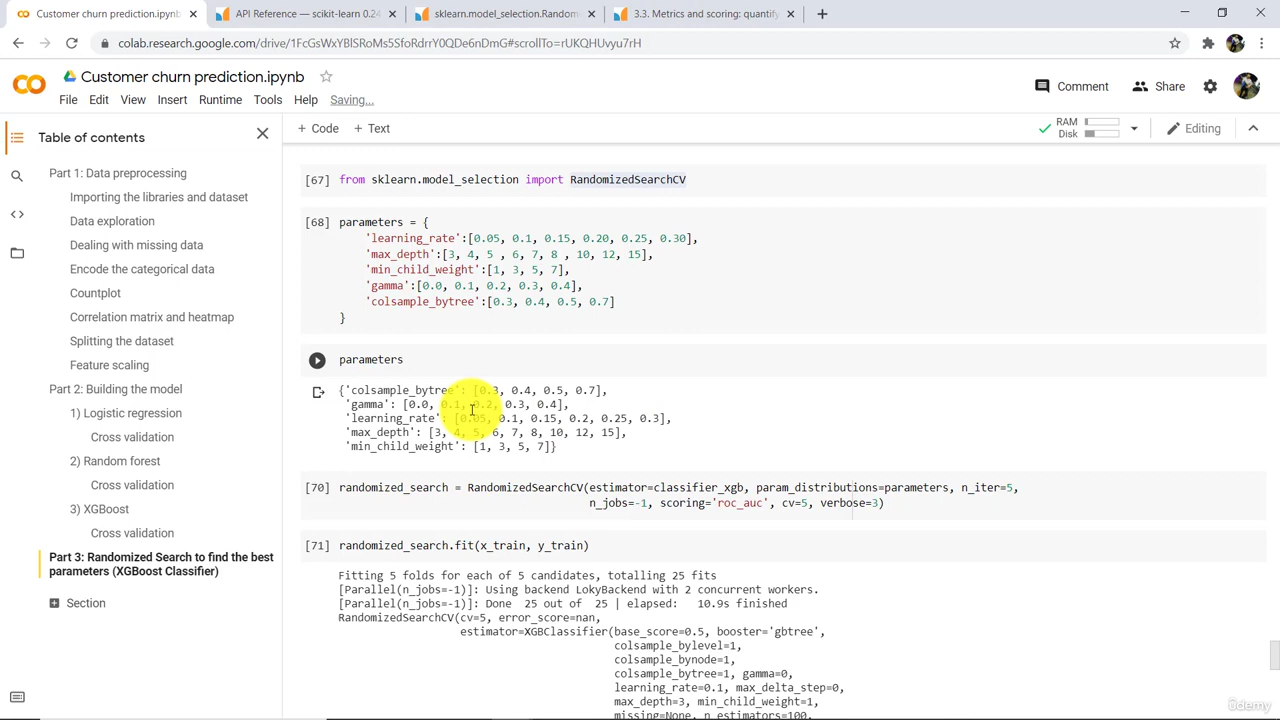 Customer churn prediction.ipynb
API Reference — scikit-learn 0.24
sklearn.model_selection.Random
3.3. Metrics and scoring: quantify
colab.research.google.com/drive/1FcGsWxYBlSRoMs5SfoRdrrY0QDe6nDmG#scrollTo=rUKQHUvyu7rH
Customer churn prediction.ipynb
Comment
Share
File Edit View Insert Runtime Tools Help Saving...
+ Code + Text
RAM
Disk
Editing
Table of contents
Part 1: Data preprocessing
Importing the libraries and dataset
Data exploration
Dealing with missing data
Encode the categorical data
Countplot
Correlation matrix and heatmap
Splitting the dataset
Feature scaling
Part 2: Building the model
1) Logistic regression
Cross validation
2) Random forest
Cross validation
3) XGBoost
Cross validation
Part 3: Randomized Search to find the best
parameters (XGBoost Classifier)
Section
[67] from sklearn.model_selection import RandomizedSearchCV
[68] parameters = {
'learning_rate':[0.05, 0.1, 0.15, 0.20, 0.25, 0.30],
'max_depth':[3, 4, 5 , 6, 7, 8 , 10, 12, 15],
'min_child_weight':[1, 3, 5, 7],
'gamma':[0.0, 0.1, 0.2, 0.3, 0.4],
'colsample_bytree':[0.3, 0.4, 0.5, 0.7]
}
parameters
{'colsample_bytree': [0.3, 0.4, 0.5, 0.7],
'gamma': [0.0, 0.1, 0.2, 0.3, 0.4],
'learning_rate': [0.05, 0.1, 0.15, 0.2, 0.25, 0.3],
'max_depth': [3, 4, 5, 6, 7, 8, 10, 12, 15],
'min_child_weight': [1, 3, 5, 7]}
[70] randomized_search = RandomizedSearchCV(estimator=classifier_xgb, param_distributions=parameters, n_iter=5,
n_jobs=-1, scoring='roc_auc', cv=5, verbose=3)
[71] randomized_search.fit(x_train, y_train)
Fitting 5 folds for each of 5 candidates, totalling 25 fits
[Parallel(n_jobs=-1)]: Using backend LokyBackend with 2 concurrent workers.
[Parallel(n_jobs=-1)]: Done 25 out of 25 | elapsed: 10.9s finished
RandomizedSearchCV(cv=5, error_score=nan,
estimator=XGBClassifier(base_score=0.5, booster='gbtree',
colsample_bylevel=1,
colsample_bynode=1,
colsample_bytree=1, gamma=0,
learning_rate=0.1, max_delta_step=0,
max_depth=3, min_child_weight=1,
missing=None, n_estimators=100,
ûdemy